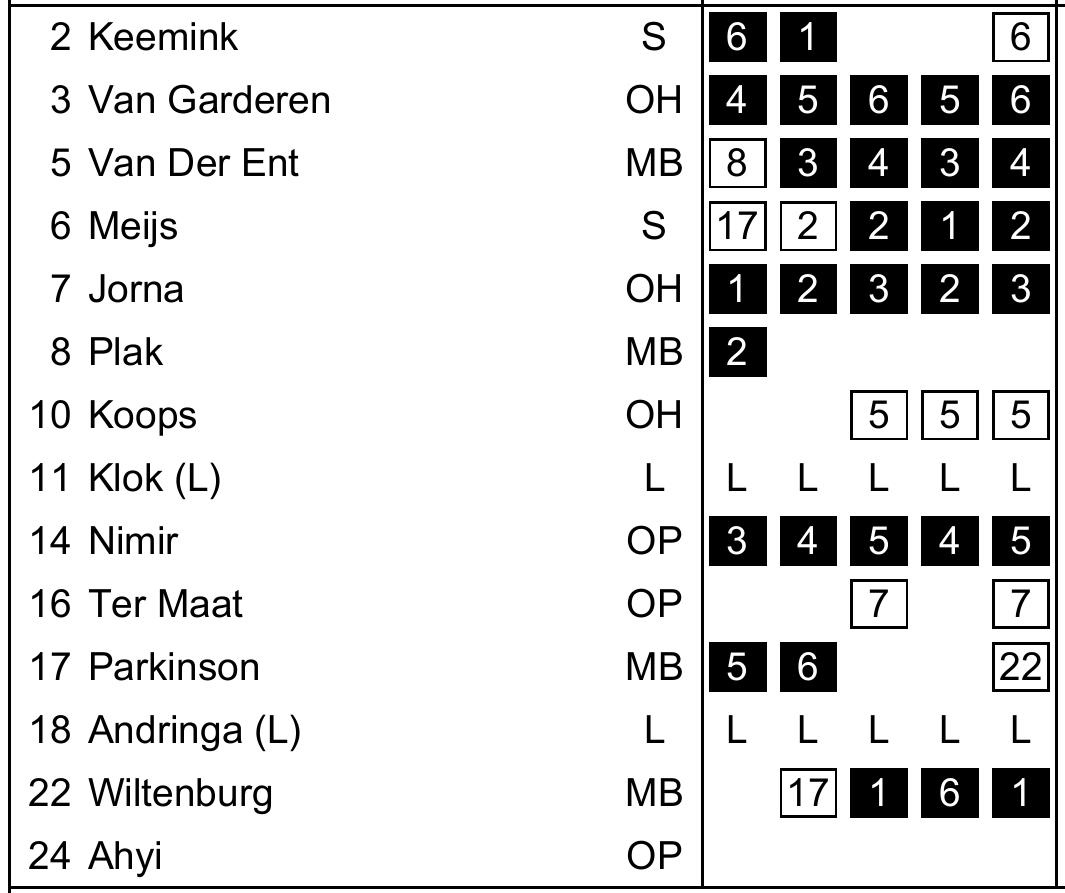 2 Keemink S 6 1 6
3 Van Garderen OH 4 5 6 5 6
5 Van Der Ent MB 8 3 4 3 4
6 Meijs S 17 2 2 1 2
7 Jorna OH 1 2 3 2 3
8 Plak MB 2
10 Koops OH 5 5 5
11 Klok (L) L L L L L L
14 Nimir OP 3 4 5 4 5
16 Ter Maat OP 7 7
17 Parkinson MB 5 6 22
18 Andringa (L) L L L L L L
22 Wiltenburg MB 17 1 6 1
24 Ahyi OP